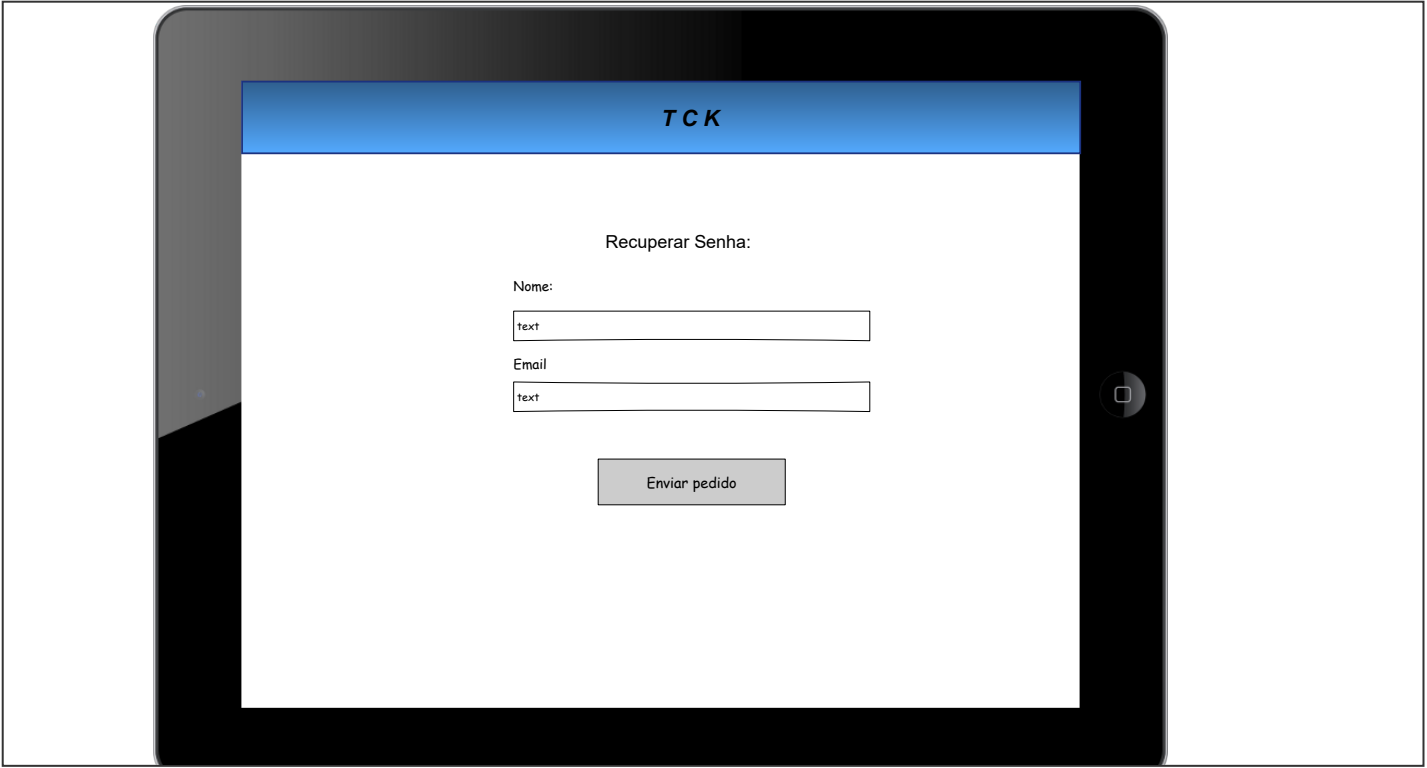 T C K
Recuperar Senha:
Nome:
text
Email
text
Enviar pedido